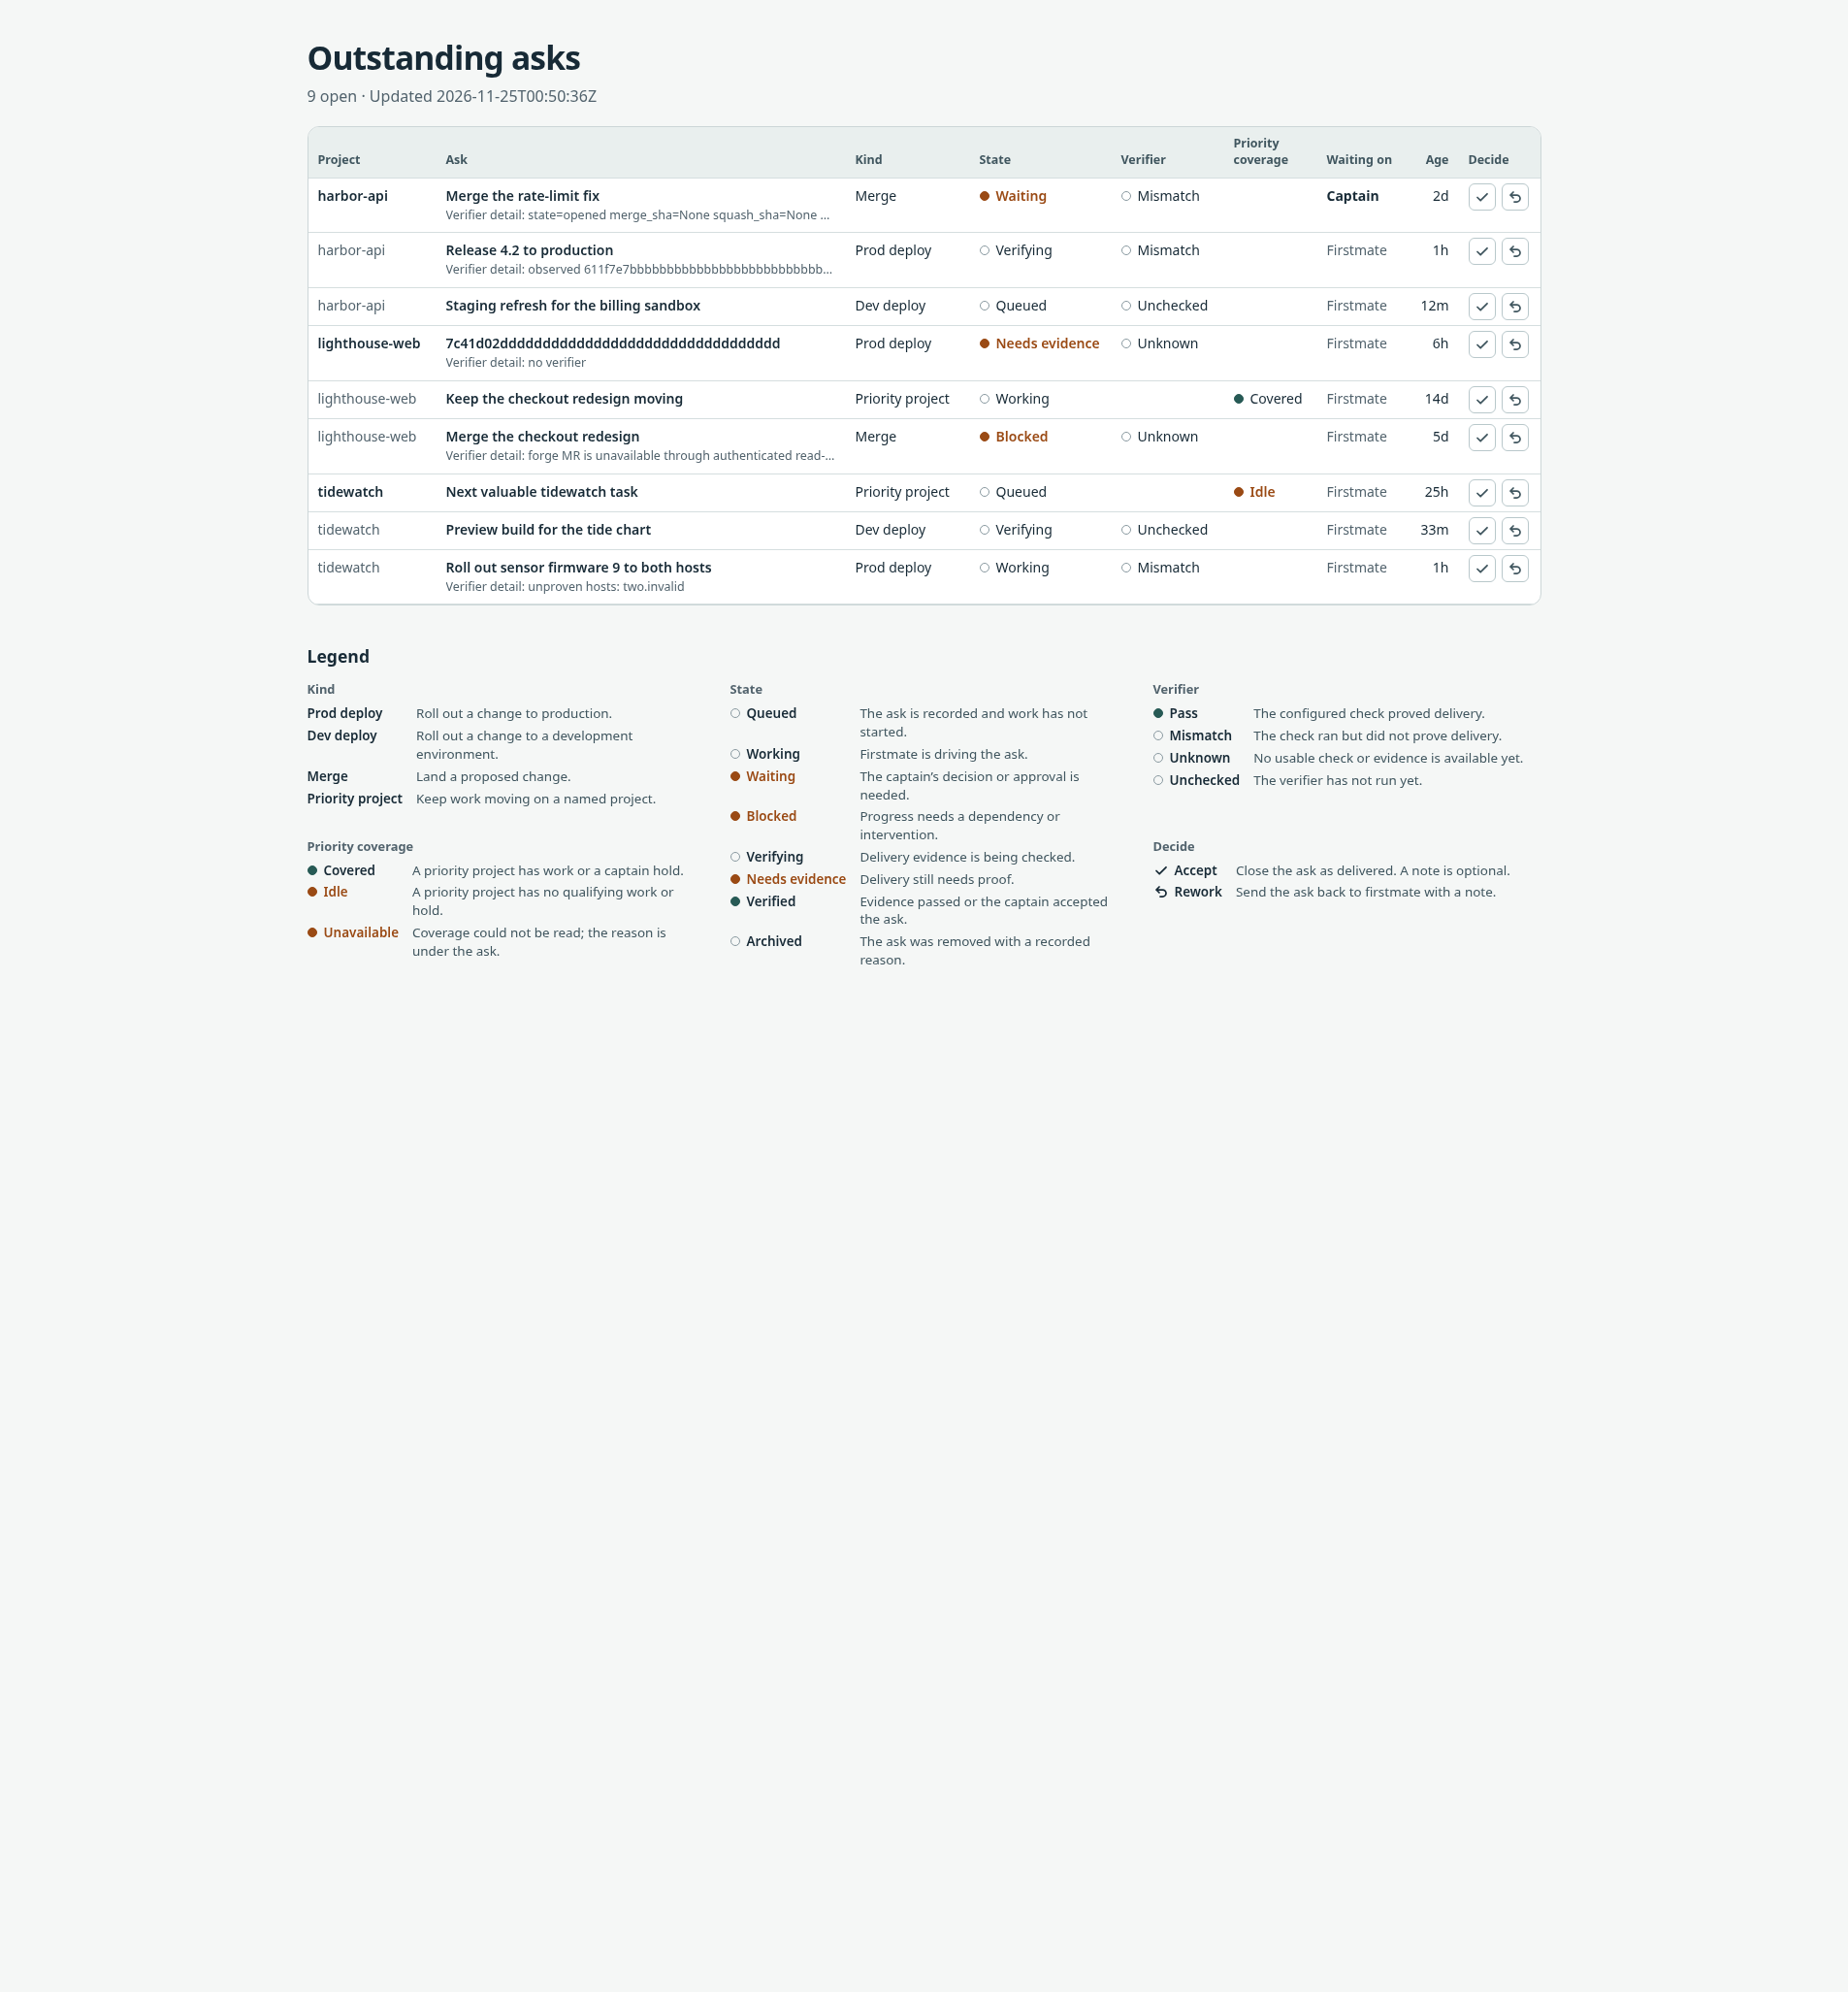 Outstanding asks
9 open · Updated 2026-11-25T00:50:36Z
Project Ask Kind State Verifier Priority coverage Waiting on Age Decide
harbor-api Merge the rate-limit fix Merge Waiting Mismatch Captain 2d
Verifier detail: state=opened merge_sha=None squash_sha=None ...
harbor-api Release 4.2 to production Prod deploy Verifying Mismatch Firstmate 1h
Verifier detail: observed 611f7e7bbbbbbbbbbbbbbbbbbbbbbbbbb...
harbor-api Staging refresh for the billing sandbox Dev deploy Queued Unchecked Firstmate 12m
lighthouse-web 7c41d02ddddddddddddddddddddddddddddddddd Prod deploy Needs evidence Unknown Firstmate 6h
Verifier detail: no verifier
lighthouse-web Keep the checkout redesign moving Priority project Working Covered Firstmate 14d
lighthouse-web Merge the checkout redesign Merge Blocked Unknown Firstmate 5d
Verifier detail: forge MR is unavailable through authenticated read-...
tidewatch Next valuable tidewatch task Priority project Queued Idle Firstmate 25h
tidewatch Preview build for the tide chart Dev deploy Verifying Unchecked Firstmate 33m
tidewatch Roll out sensor firmware 9 to both hosts Prod deploy Working Mismatch Firstmate 1h
Verifier detail: unproven hosts: two.invalid
Legend
Kind
Prod deploy Roll out a change to production.
Dev deploy Roll out a change to a development
environment.
Merge Land a proposed change.
Priority project Keep work moving on a named project.
Priority coverage
Covered A priority project has work or a captain hold.
Idle A priority project has no qualifying work or
hold.
Unavailable Coverage could not be read; the reason is
under the ask.
State
Queued The ask is recorded and work has not
started.
Working Firstmate is driving the ask.
Waiting The captain’s decision or approval is
needed.
Blocked Progress needs a dependency or
intervention.
Verifying Delivery evidence is being checked.
Needs evidence Delivery still needs proof.
Verified Evidence passed or the captain accepted
the ask.
Archived The ask was removed with a recorded
reason.
Verifier
Pass The configured check proved delivery.
Mismatch The check ran but did not prove delivery.
Unknown No usable check or evidence is available yet.
Unchecked The verifier has not run yet.
Decide
Accept Close the ask as delivered. A note is optional.
Rework Send the ask back to firstmate with a note.